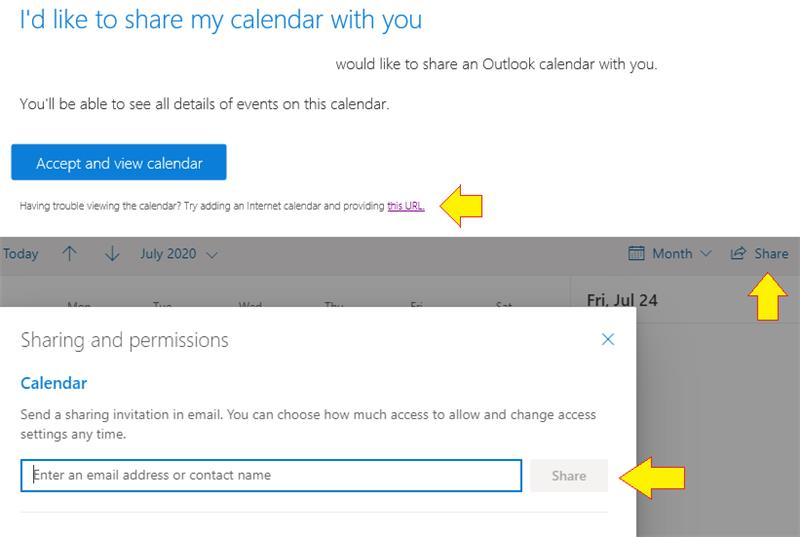 I'd like to share my calendar with you
would like to share an Outlook calendar with you.
You'll be able to see all details of events on this calendar.
Accept and view calendar
Having trouble viewing the calendar? Try adding an Internet calendar and providing this URL.
Today July 2020 Month Share
Mon Tue Wed Thu Fri Sat Fri, Jul 24
Sharing and permissions
Calendar
Send a sharing invitation in email. You can choose how much access to allow and change access
settings any time.
Enter an email address or contact name Share